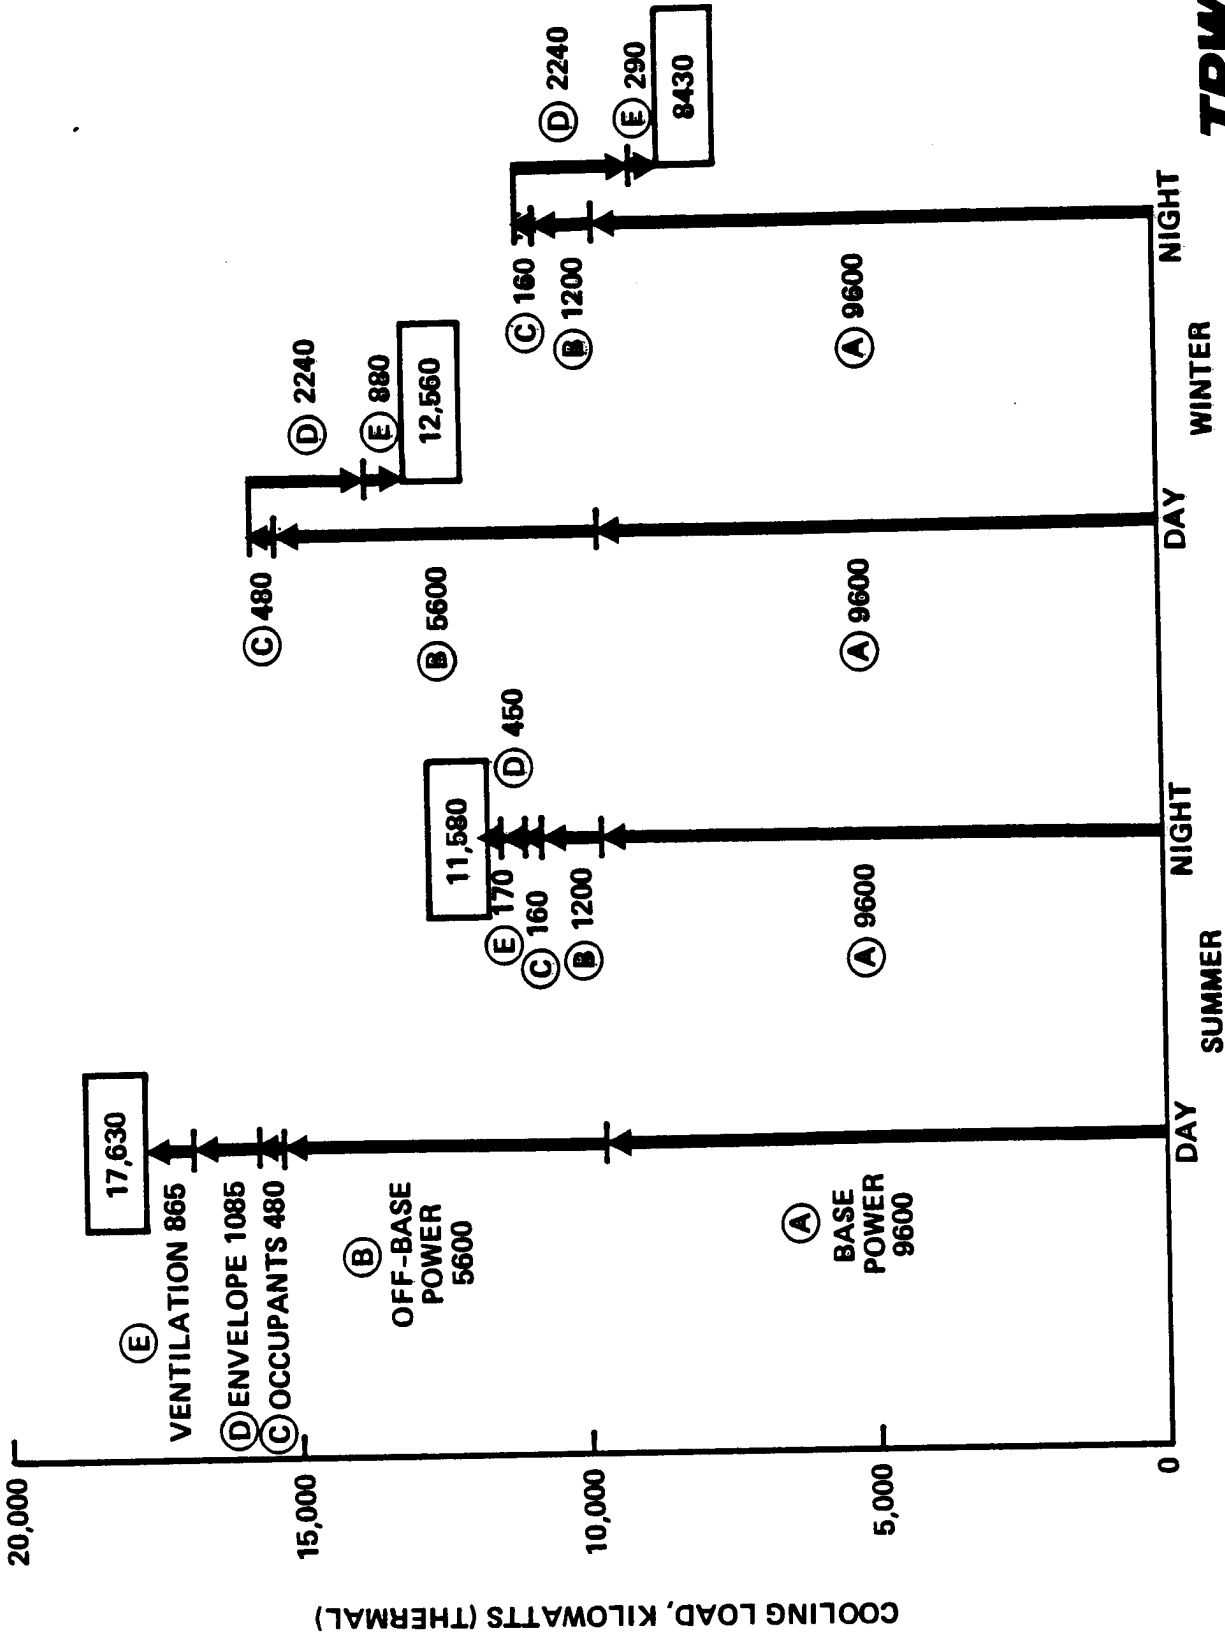 COOLING LOAD, KILOWATTS (THERMAL)
20,000
15,000
10,000
5,000
0
17,630
E
VENTILATION 865
D ENVELOPE 1085
C OCCUPANTS 480
B
OFF-BASE
POWER
5600
A
BASE
POWER
9600
DAY
11,580
E 170
D 450
C 160
B 1200
A 9600
NIGHT
SUMMER
C 480
D 2240
E 880
12,560
B 5600
A 9600
DAY
C 160
D 2240
B 1200
E 290
8430
A 9600
NIGHT
WINTER
TRW